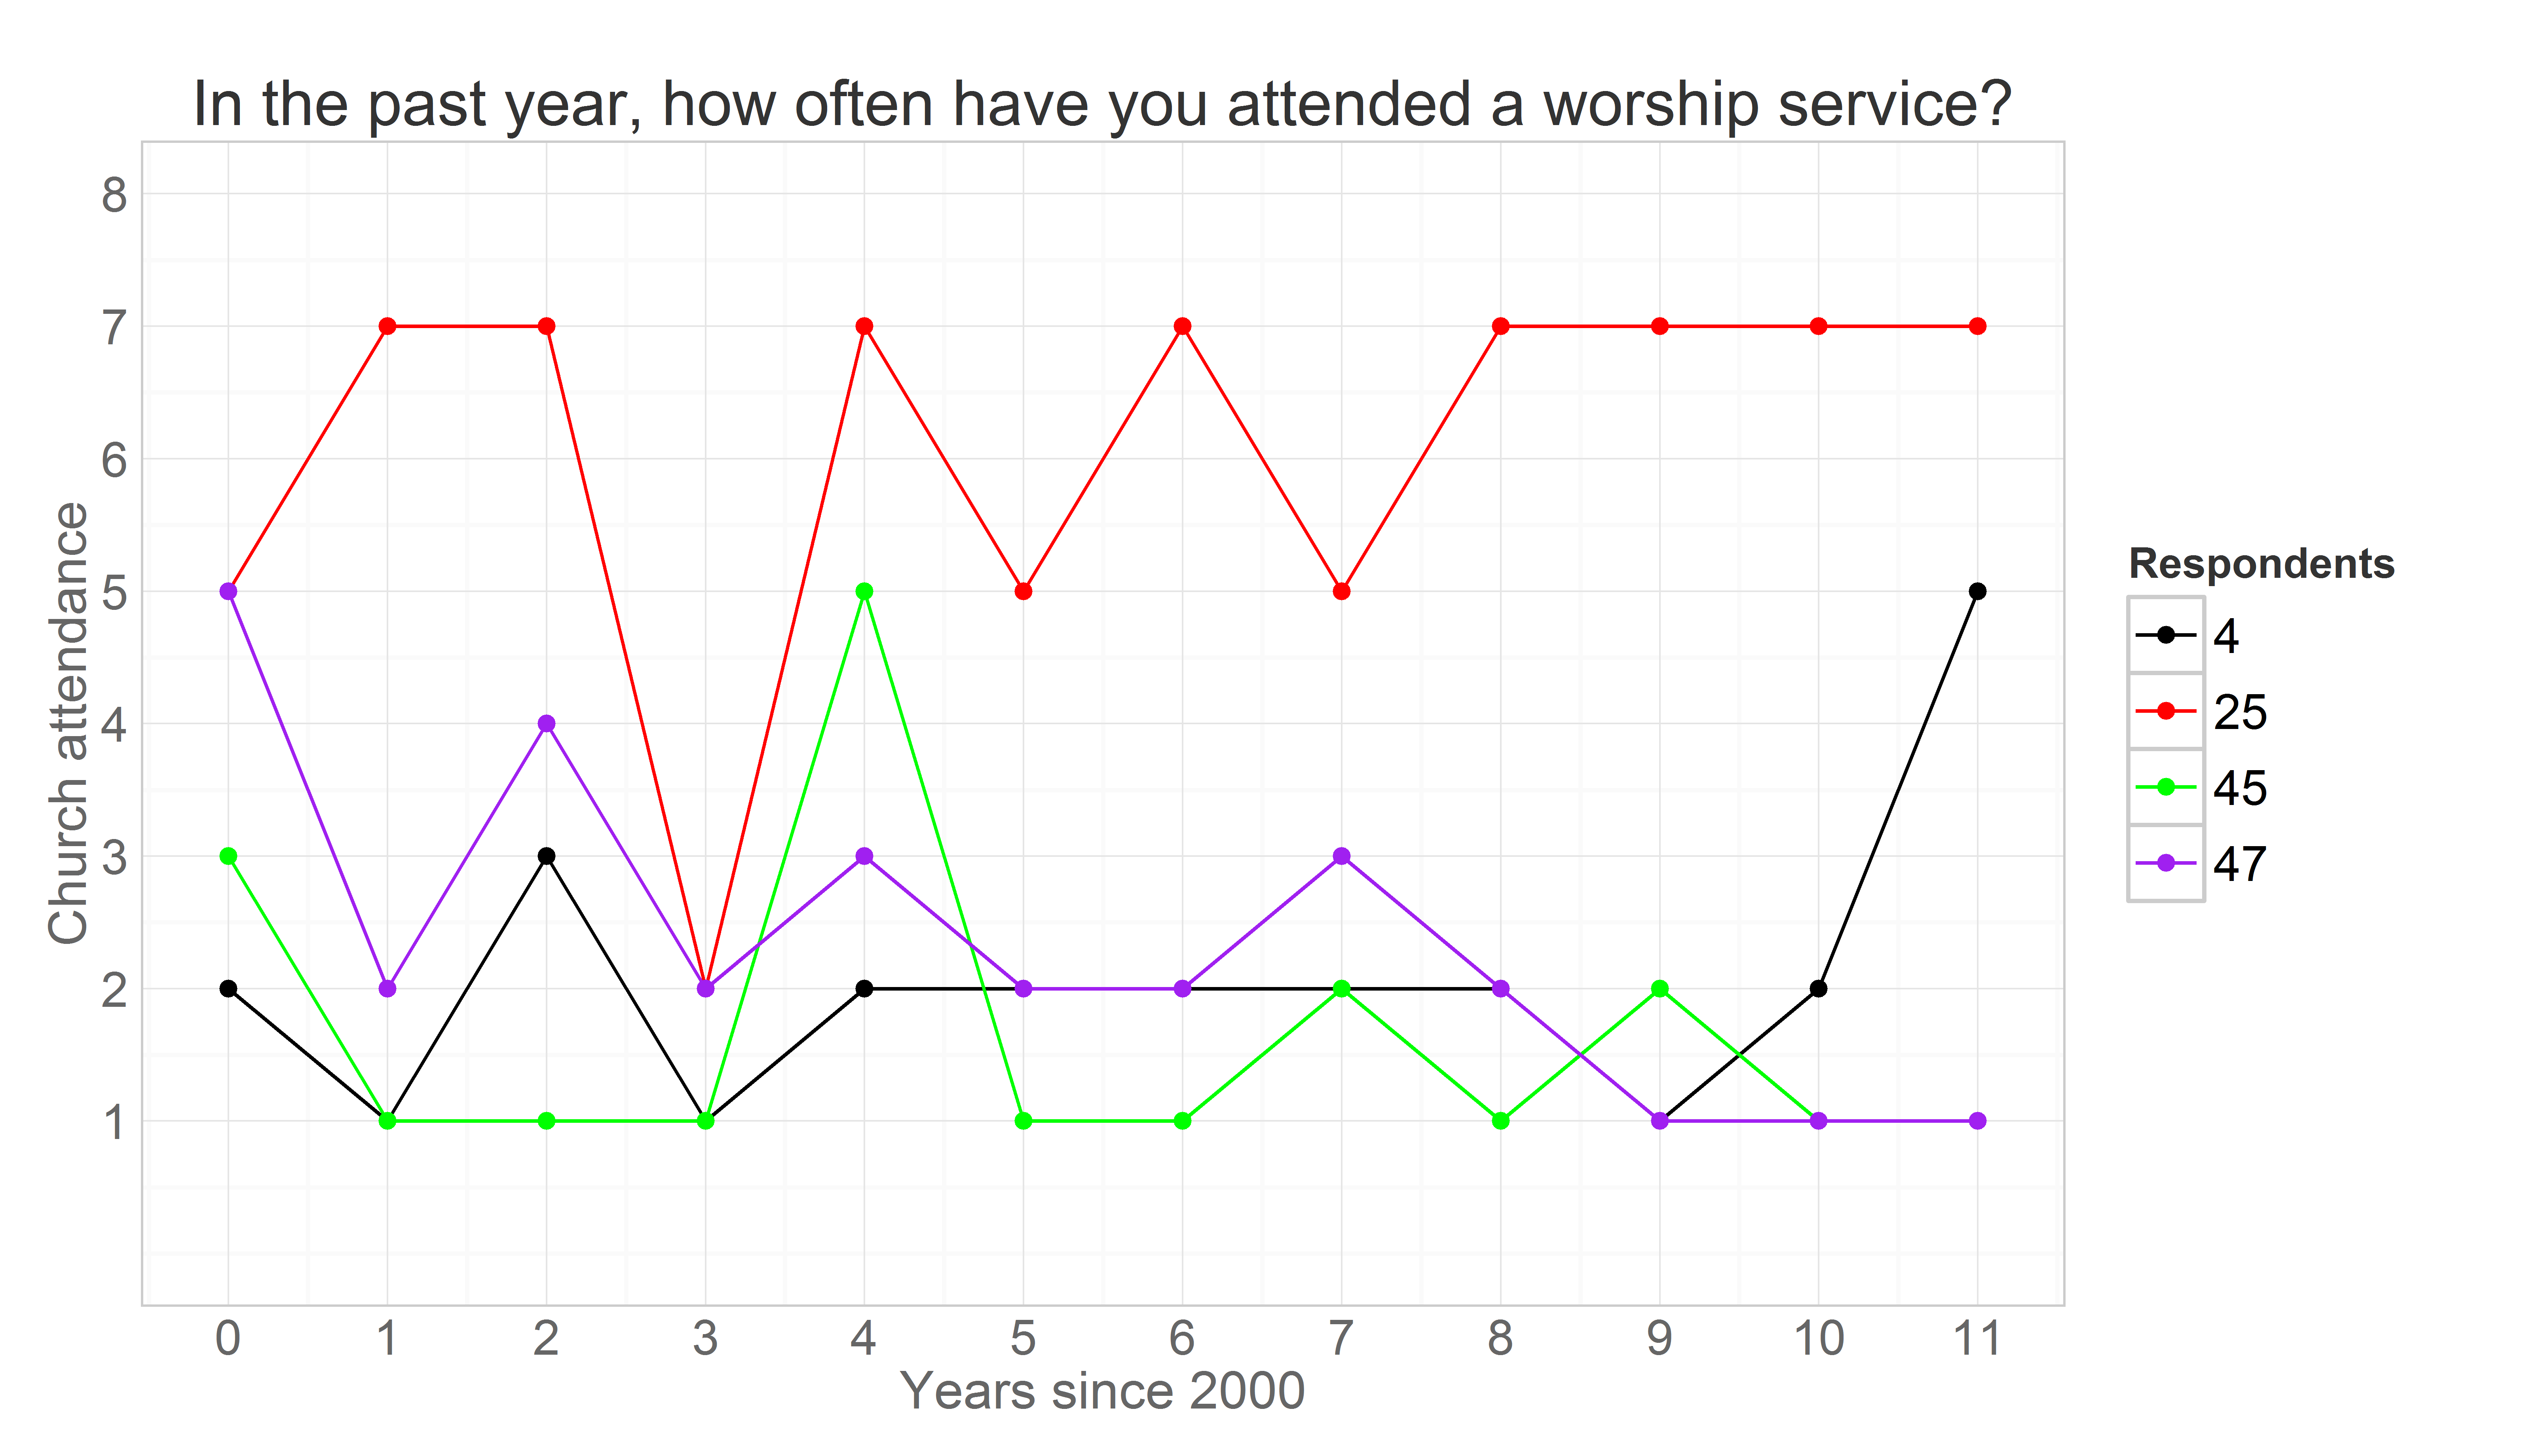 In the past year, how often have you attended a worship service?
Church attendance
8
7
6
5
4
3
2
1
0 1 2 3 4 5 6 7 8 9 10 11
Years since 2000
Respondents
4
25
45
47